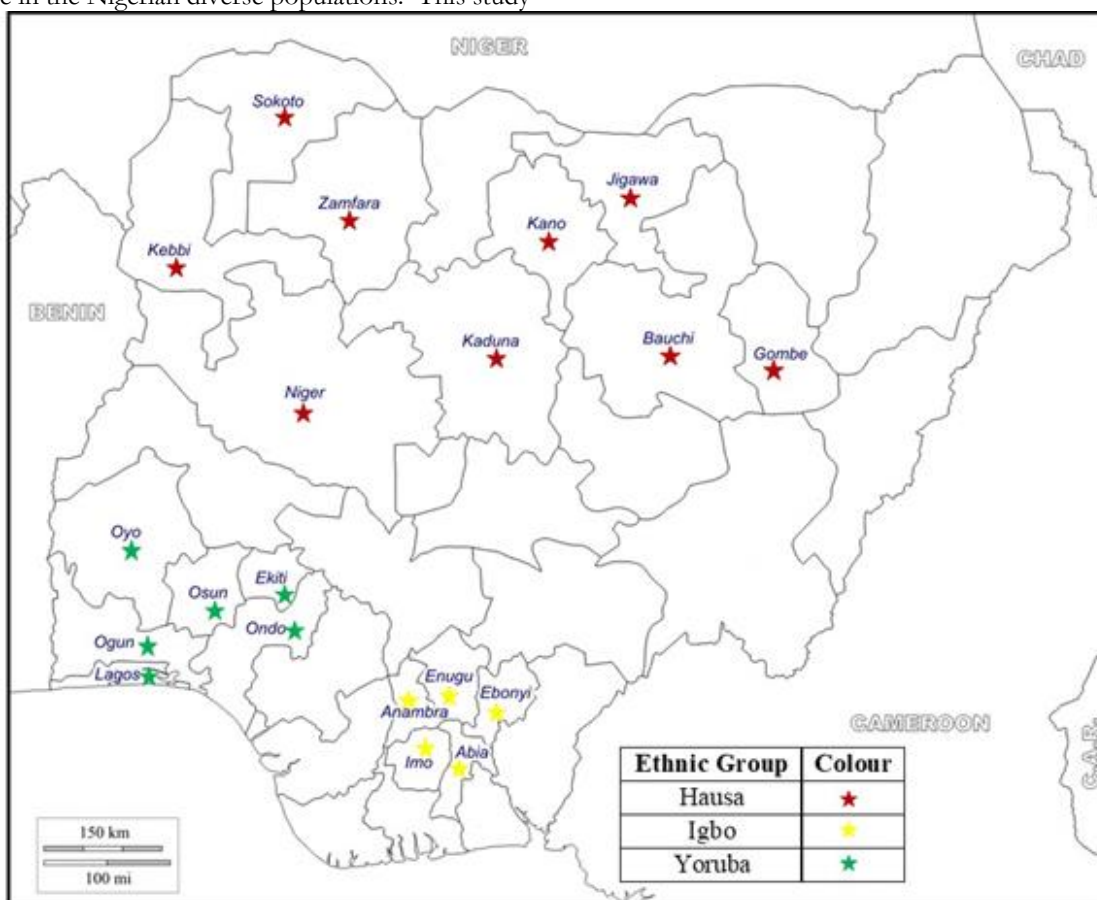 e in the Nigerian diverse populations. This study
NIGER
CHAD
Sokoto
Jigawa
Zamfara
Kano
Kebbi
BENIN
Kaduna
Bauchi
Gombe
Niger
Oyo
Ekiti
Osun
Ondo
Ogun
Lagos
Enugu
Ebonyi
Anambra
CAMEROON
Abia
Imo
C.A.R.
Ethnic Group Colour
Hausa
Igbo
Yoruba
150 km
100 mi